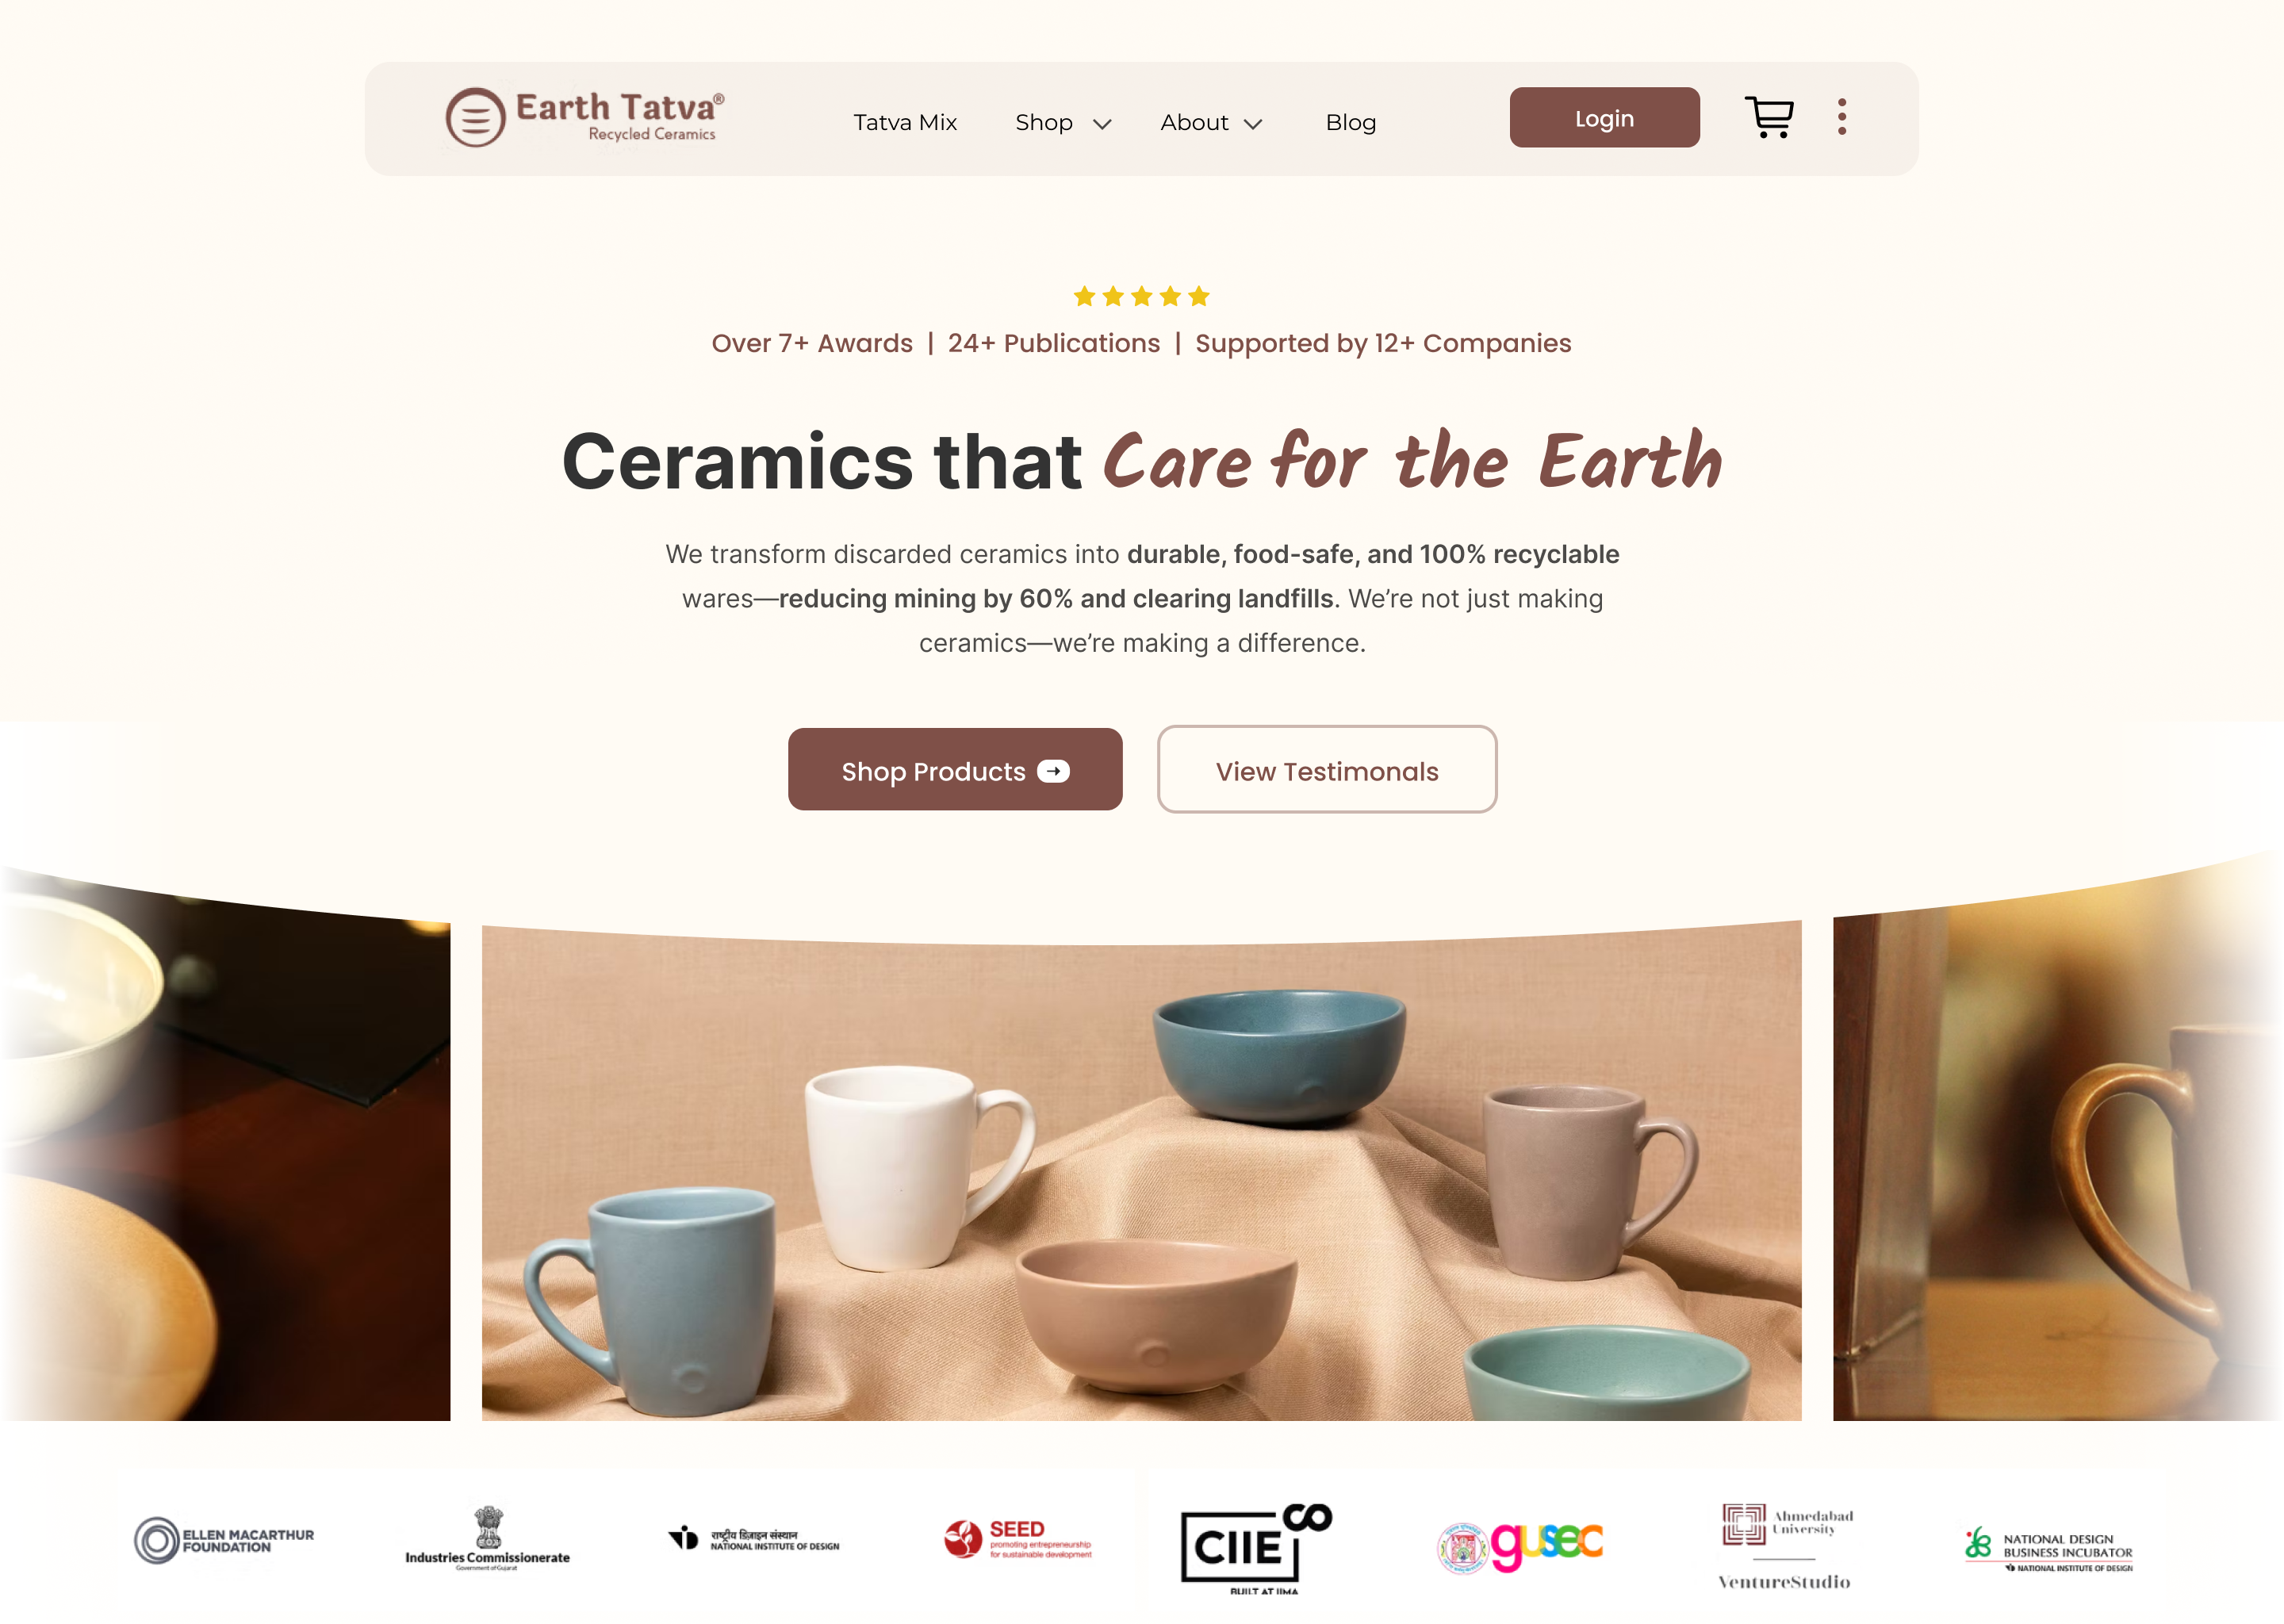 Earth Tatva®
Recycled Ceramics
Tatva Mix
Shop
About
Blog
Login
Over 7+ Awards | 24+ Publications | Supported by 12+ Companies
Ceramics that Care for the Earth
We transform discarded ceramics into durable, food-safe, and 100% recyclable
wares—reducing mining by 60% and clearing landfills. We’re not just making
ceramics—we’re making a difference.
Shop Products
View Testimonals
ELLEN MACARTHUR
FOUNDATION
Industries Commissionerate
Government of Gujarat
राष्ट्रीय डिज़ाइन संस्थान
NATIONAL INSTITUTE OF DESIGN
SEED
promoting entrepreneurship
for sustainable development
CIIE
BUILT AT IIMA
gusec
Ahmedabad
University
VentureStudio
NATIONAL DESIGN
BUSINESS INCUBATOR
NATIONAL INSTITUTE OF DESIGN